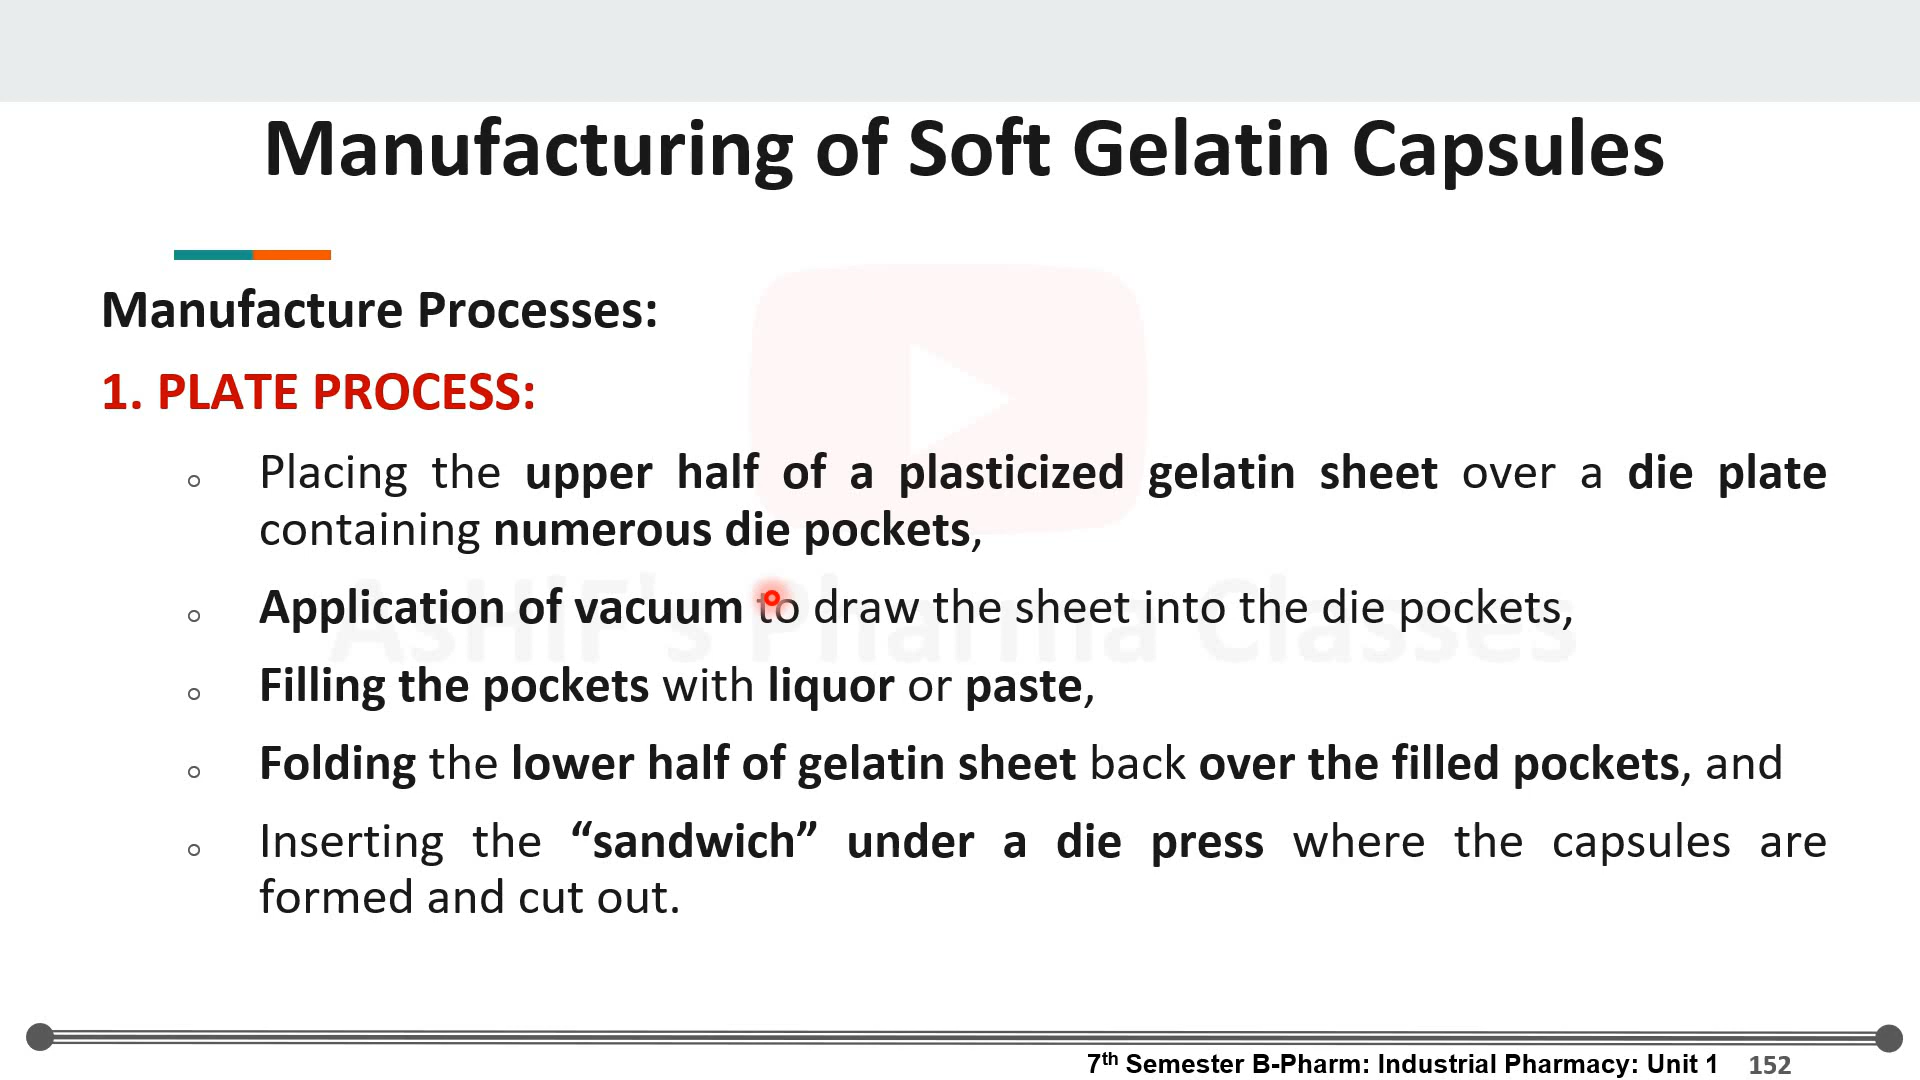 Manufacturing of Soft Gelatin Capsules
Manufacture Processes:
1. PLATE PROCESS:
Placing the upper half of a plasticized gelatin sheet over a die plate
containing numerous die pockets,
Application of vacuum to draw the sheet into the die pockets,
Filling the pockets with liquor or paste,
Folding the lower half of gelatin sheet back over the filled pockets, and
Inserting the “sandwich” under a die press where the capsules are
formed and cut out.
AsHiF's Pharma Classes
7th Semester B-Pharm: Industrial Pharmacy: Unit 1 152